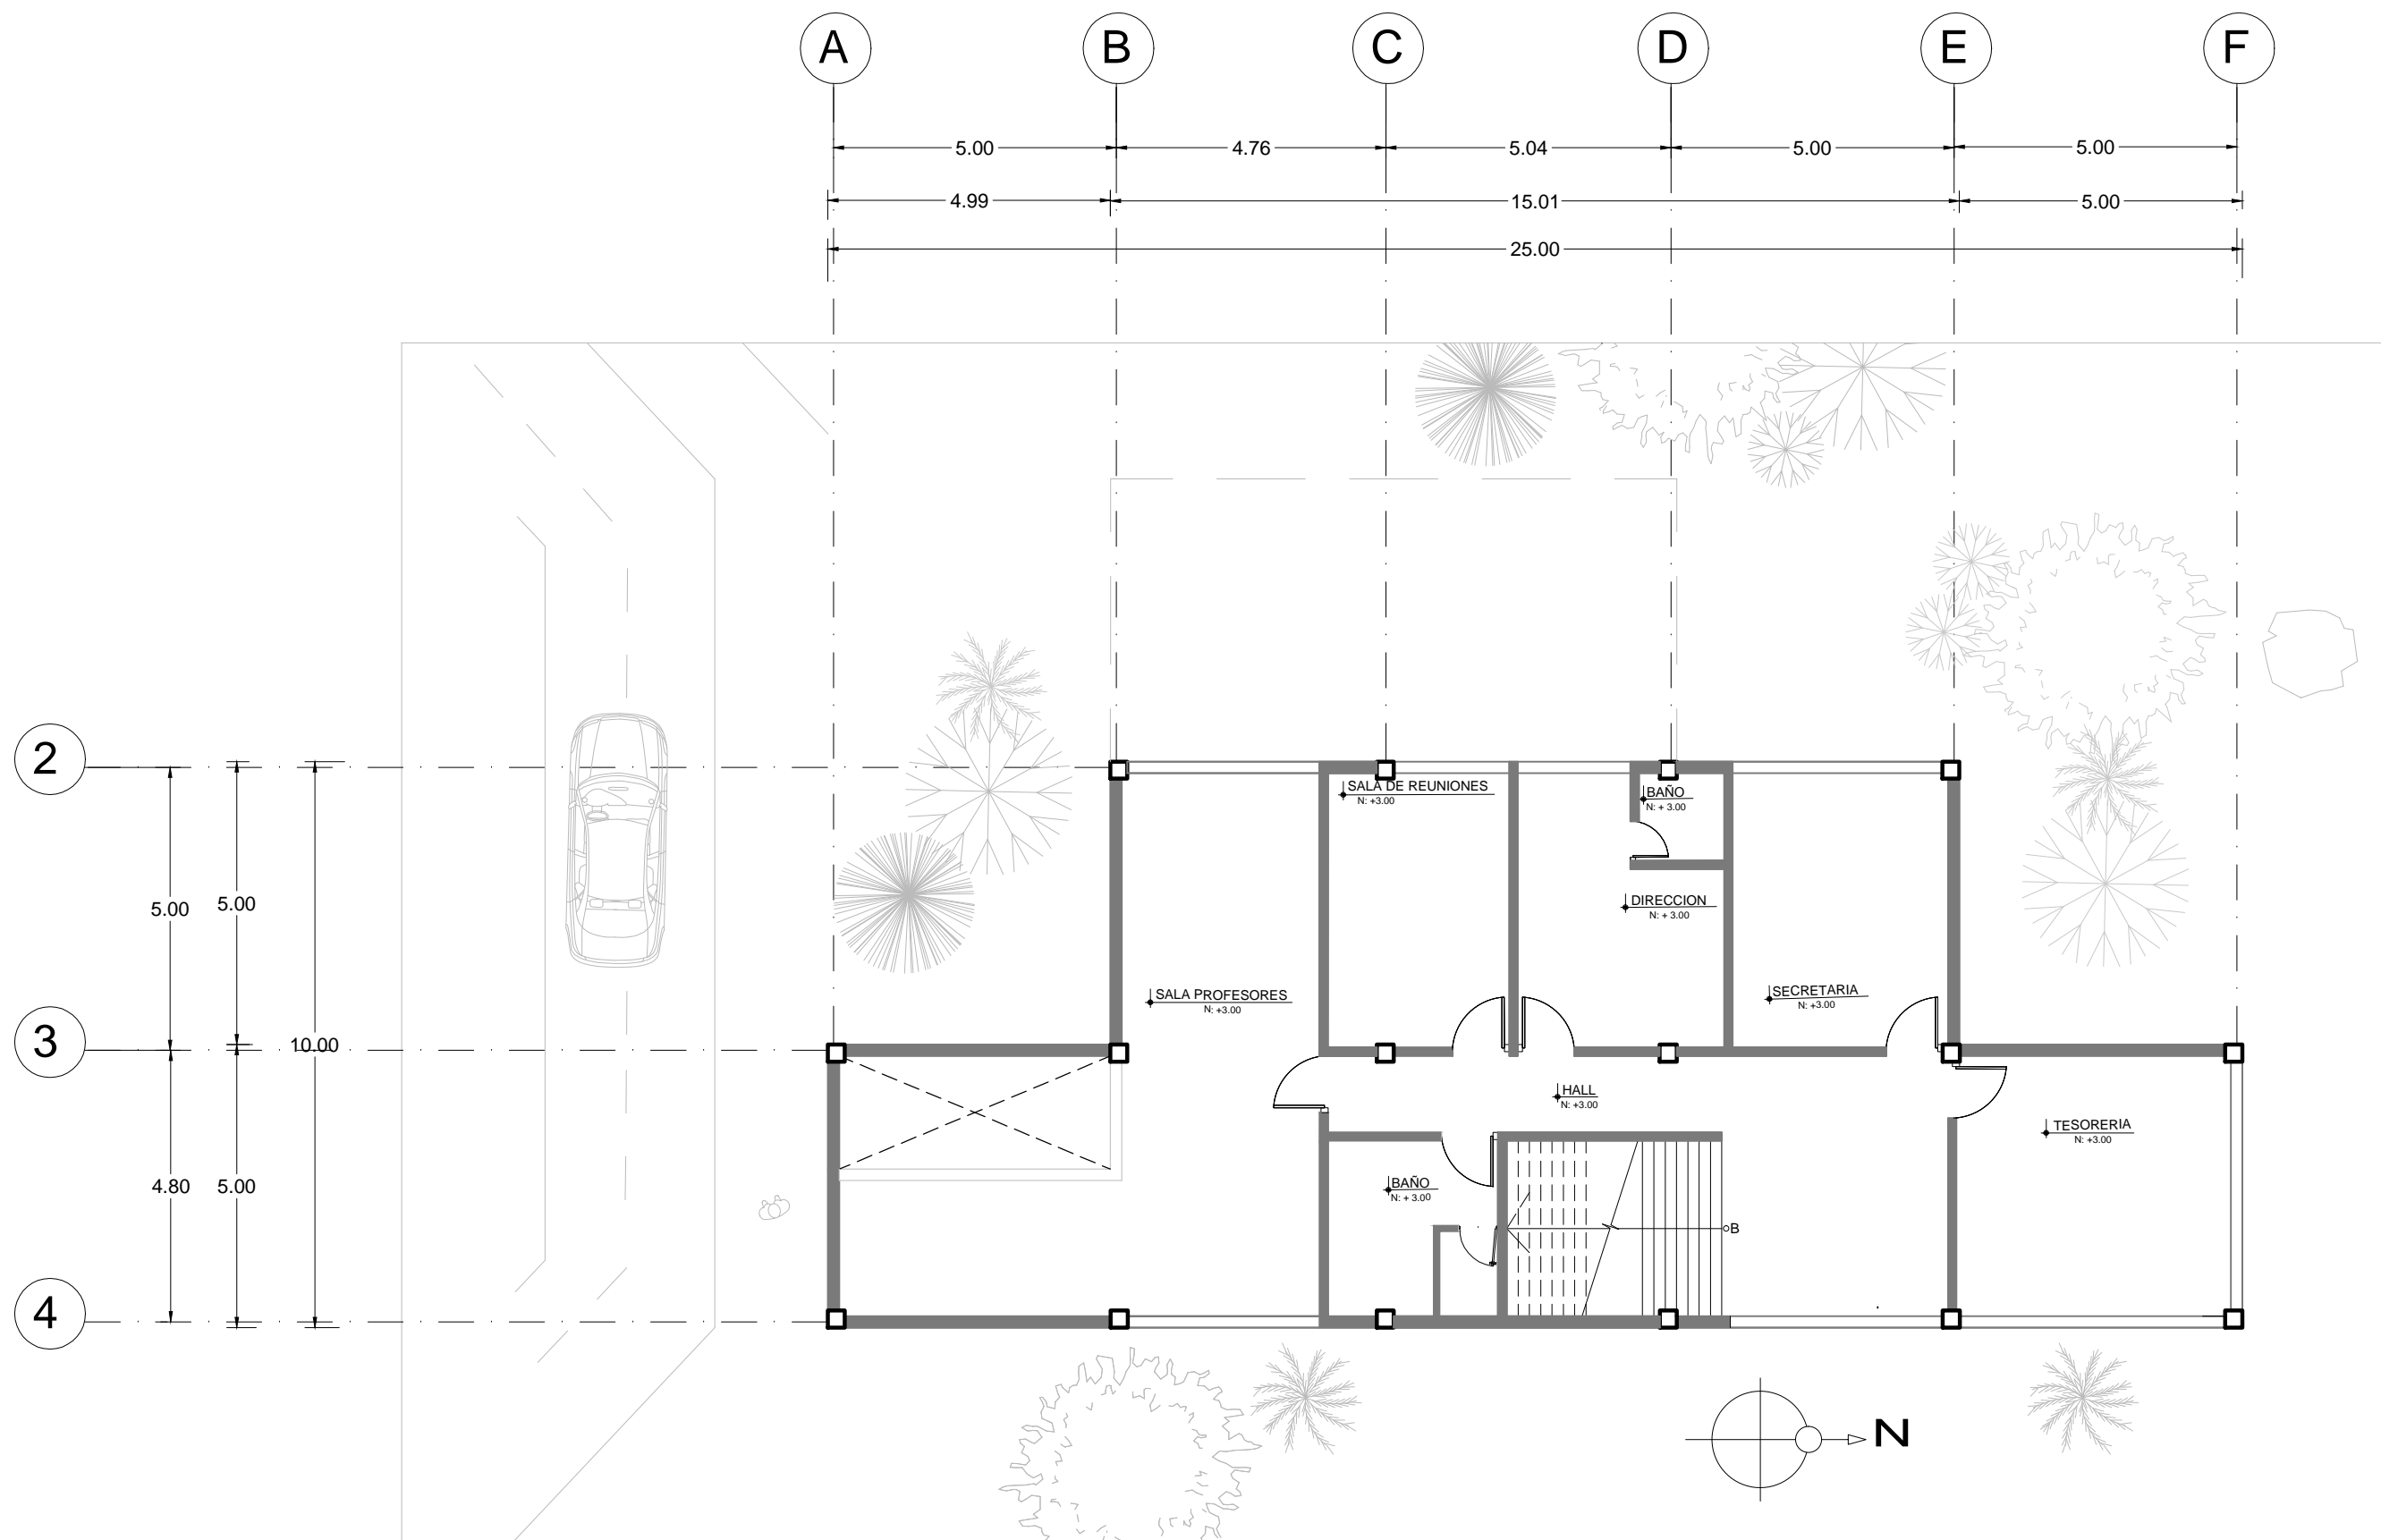 A B C D E F
5.00 4.76 5.04 5.00 5.00
4.99 15.01 5.00
25.00
2
SALA DE REUNIONES
N: +3.00
BAÑO
N: + 3.00
5.00 5.00
DIRECCION
N: + 3.00
SALA PROFESORES
N: +3.00
SECRETARIA
N: +3.00
3
10.00
HALL
N: +3.00
TESORERIA
N: +3.00
4.80 5.00
BAÑO
N: + 3.00
B
4
N